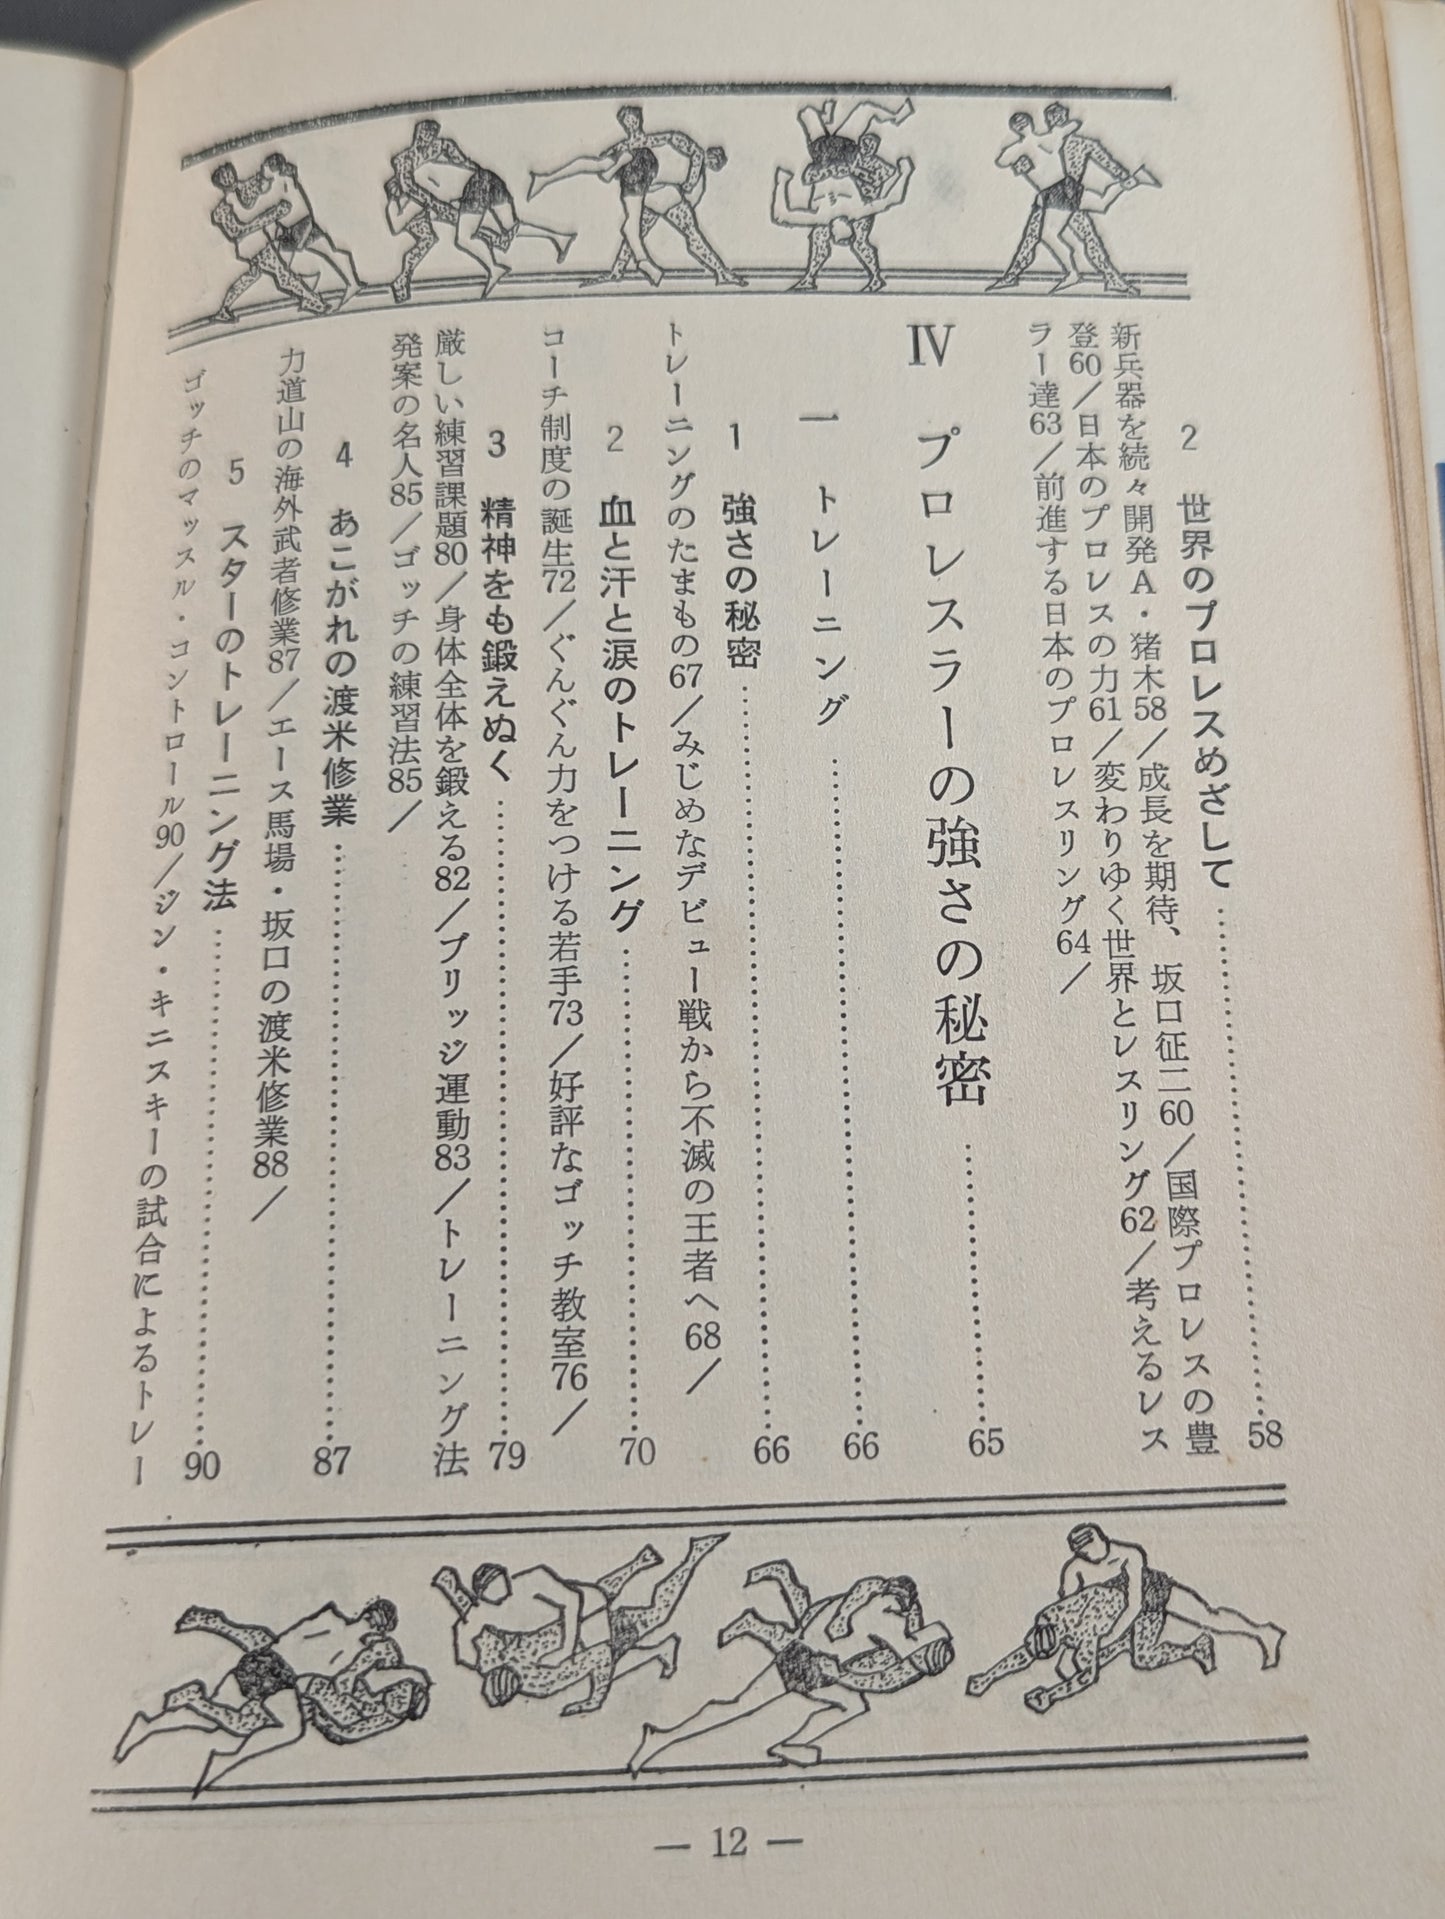 2　世界のプロレスめざして……58
新兵器を続々開発A・猪木58／成長を期待、坂口征二60／国際プロレスの豊
登60／日本のプロレスの力61／変わりゆく世界とレスリング62／考えるレス
ラー達63／前進する日本のプロレスリング64／
Ⅳ　プロレスラーの強さの秘密……65
一　トレーニング……66
1　強さの秘密……66
トレーニングのたまもの67／みじめなデビュー戦から不滅の王者へ68／
2　血と汗と涙のトレーニング……70
コーチ制度の誕生72／ぐんぐん力をつける若手73／好評なゴッチ教室76／
3　精神をも鍛えぬく……79
厳しい練習課題80／身体全体を鍛える82／ブリッジ運動83／トレーニング法
発案の名人85／ゴッチの練習法85／
4　あこがれの渡米修業……87
力道山の海外武者修業87／エース馬場・坂口の渡米修業88／
5　スターのトレーニング法……90
ゴッチのマッスル・コントロール90／ジン・キニスキーの試合によるトレー
― 12 ―